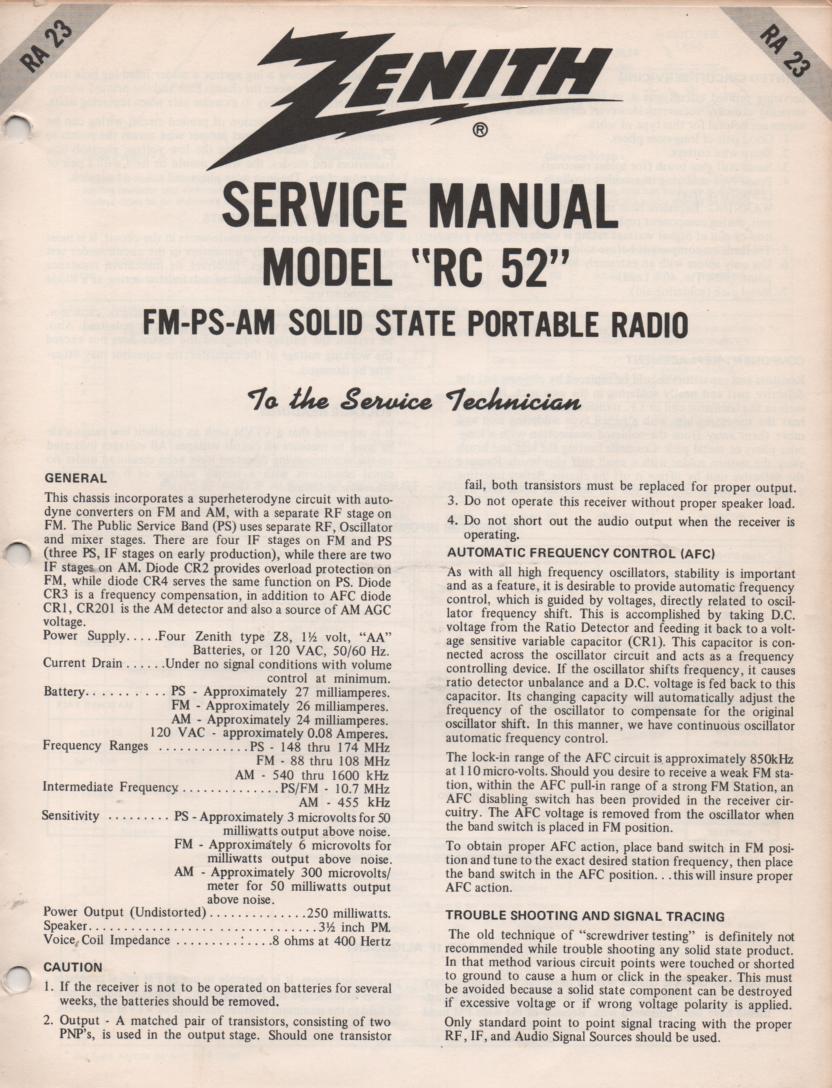 RA 23
RA 23
ZENITH
®
SERVICE MANUAL
MODEL "RC 52"
FM-PS-AM SOLID STATE PORTABLE RADIO
To the Service Technician
GENERAL
This chassis incorporates a superheterodyne circuit with auto-
dyne converters on FM and AM, with a separate RF stage on
FM. The Public Service Band (PS) uses separate RF, Oscillator
and mixer stages. There are four IF stages on FM and PS
(three PS, IF stages on early production), while there are two
IF stages on AM. Diode CR2 provides overload protection on
FM, while diode CR4 serves the same function on PS. Diode
CR3 is a frequency compensation, in addition to AFC diode
CR1, CR201 is the AM detector and also a source of AM AGC
voltage.
Power Supply.....Four Zenith type Z8, 1½ volt, "AA"
Batteries, or 120 VAC, 50/60 Hz.
Current Drain......Under no signal conditions with volume
control at minimum.
Battery.......... PS - Approximately 27 milliamperes.
FM - Approximately 26 milliamperes.
AM - Approximately 24 milliamperes.
120 VAC - approximately 0.08 Amperes.
Frequency Ranges .............PS - 148 thru 174 MHz
FM - 88 thru 108 MHz
AM - 540 thru 1600 kHz
Intermediate Frequency..............PS/FM - 10.7 MHz
AM - 455 kHz
Sensitivity ......... PS - Approximately 3 microvolts for 50
milliwatts output above noise.
FM - Approximately 6 microvolts for
milliwatts output above noise.
AM - Approximately 300 microvolts/
meter for 50 milliwatts output
above noise.
Power Output (Undistorted)..............250 milliwatts.
Speaker.................................3½ inch PM.
Voice Coil Impedance ..............8 ohms at 400 Hertz
CAUTION
1. If the receiver is not to be operated on batteries for several
weeks, the batteries should be removed.
2. Output - A matched pair of transistors, consisting of two
PNP's, is used in the output stage. Should one transistor
fail, both transistors must be replaced for proper output.
3. Do not operate this receiver without proper speaker load.
4. Do not short out the audio output when the receiver is
operating.
AUTOMATIC FREQUENCY CONTROL (AFC)
As with all high frequency oscillators, stability is important
and as a feature, it is desirable to provide automatic frequency
control, which is guided by voltages, directly related to oscil-
lator frequency shift. This is accomplished by taking D.C.
voltage from the Ratio Detector and feeding it back to a volt-
age sensitive variable capacitor (CR1). This capacitor is con-
nected across the oscillator circuit and acts as a frequency
controlling device. If the oscillator shifts frequency, it causes
ratio detector unbalance and a D.C. voltage is fed back to this
capacitor. Its changing capacity will automatically adjust the
frequency of the oscillator to compensate for the original
oscillator shift. In this manner, we have continuous oscillator
automatic frequency control.
The lock-in range of the AFC circuit is approximately 850kHz
at 110 micro-volts. Should you desire to receive a weak FM sta-
tion, within the AFC pull-in range of a strong FM Station, an
AFC disabling switch has been provided in the receiver cir-
cuitry. The AFC voltage is removed from the oscillator when
the band switch is placed in FM position.
To obtain proper AFC action, place band switch in FM posi-
tion and tune to the exact desired station frequency, then place
the band switch in the AFC position. . .this will insure proper
AFC action.
TROUBLE SHOOTING AND SIGNAL TRACING
The old technique of "screwdriver testing" is definitely not
recommended while trouble shooting any solid state product.
In that method various circuit points were touched or shorted
to ground to cause a hum or click in the speaker. This must
be avoided because a solid state component can be destroyed
if excessive voltage or if wrong voltage polarity is applied.
Only standard point to point signal tracing with the proper
RF, IF, and Audio Signal Sources should be used.